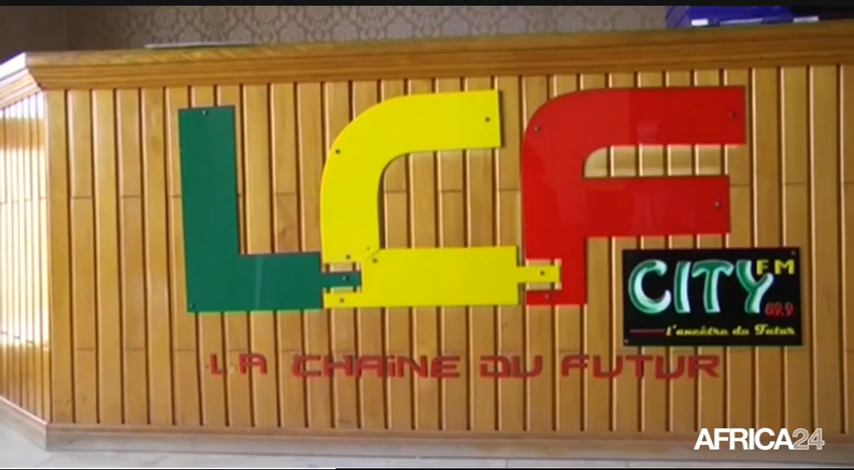 LCF
CITY FM
89.9
l'ancêtre du Futur
LA CHAINE DU FUTUR
AFRICA24